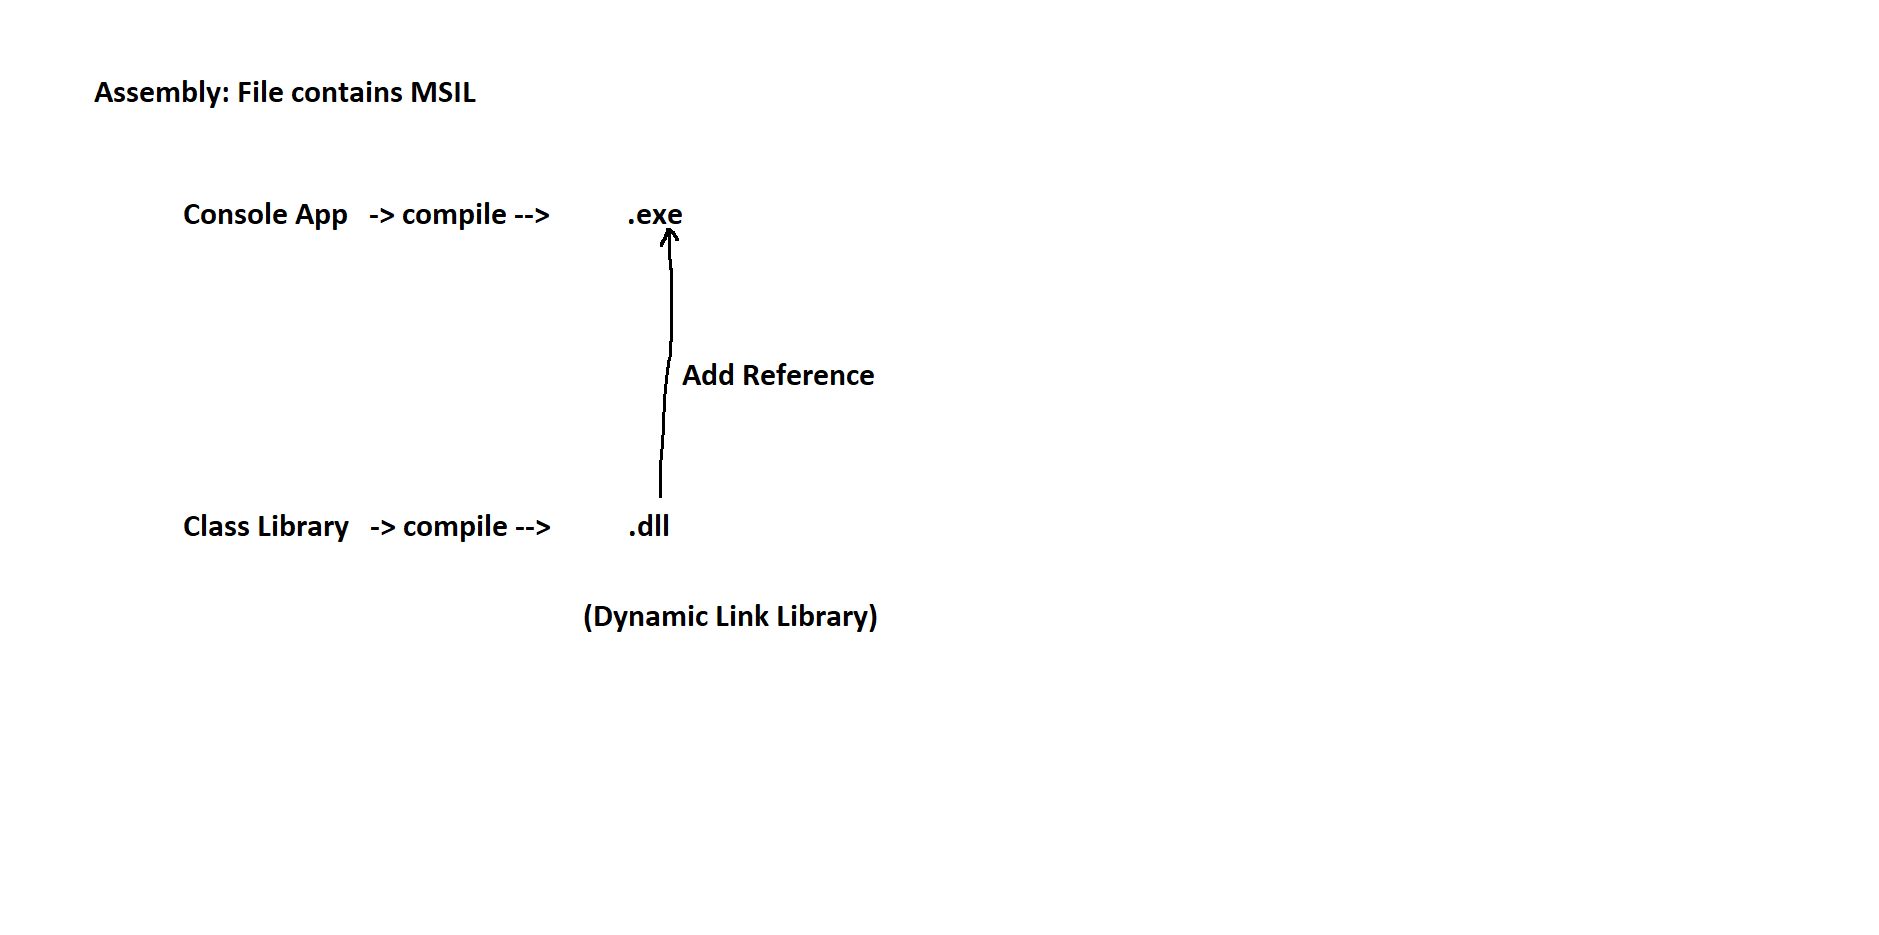 Assembly: File contains MSIL
Console App -> compile --> .exe
Add Reference
Class Library -> compile --> .dll
(Dynamic Link Library)